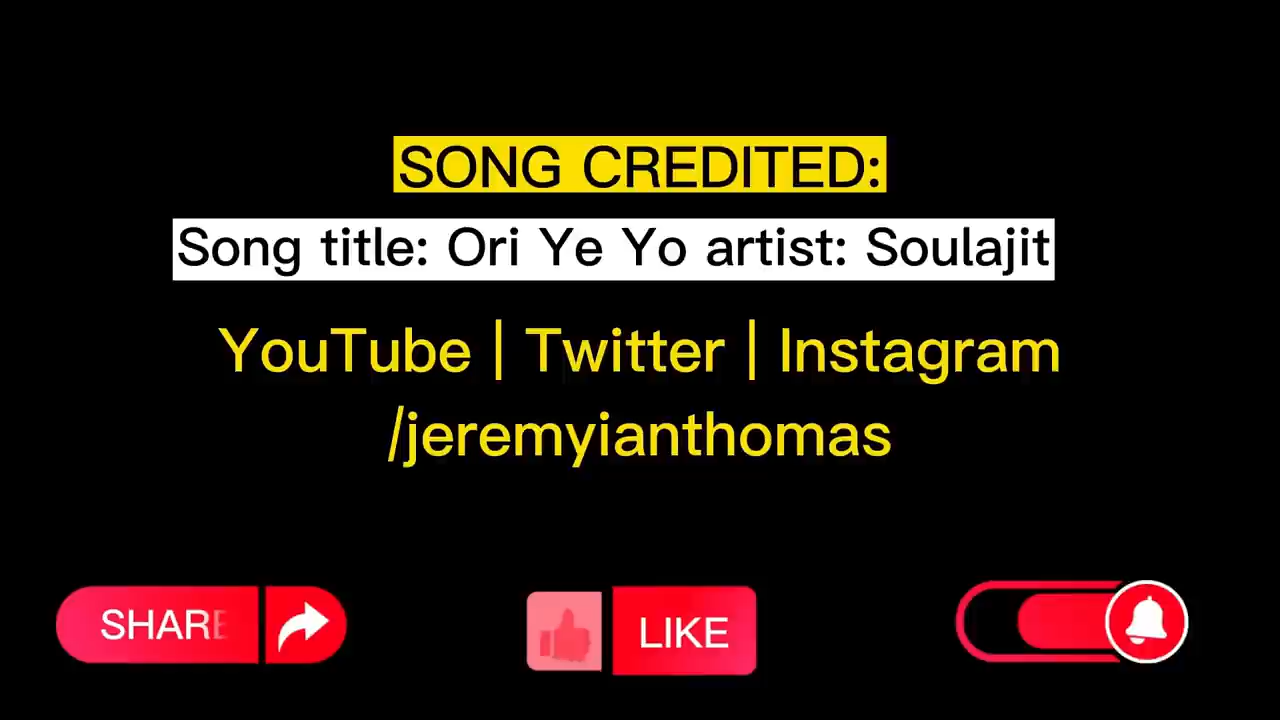 SONG CREDITED:
Song title: Ori Ye Yo artist: Soulajit
YouTube | Twitter | Instagram
/jeremyianthomas
SHARE
LIKE